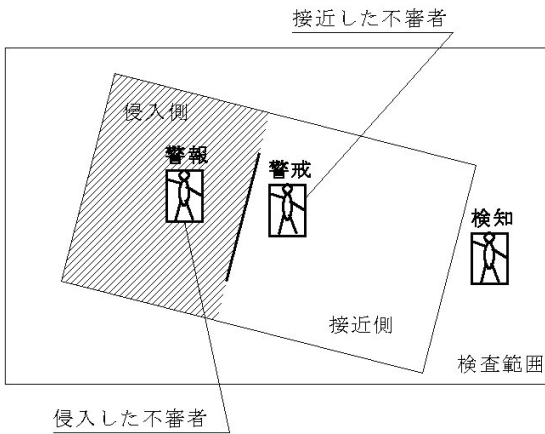 接近した不審者
侵入側
警報
警戒
検知
接近側
検査範囲
侵入した不審者